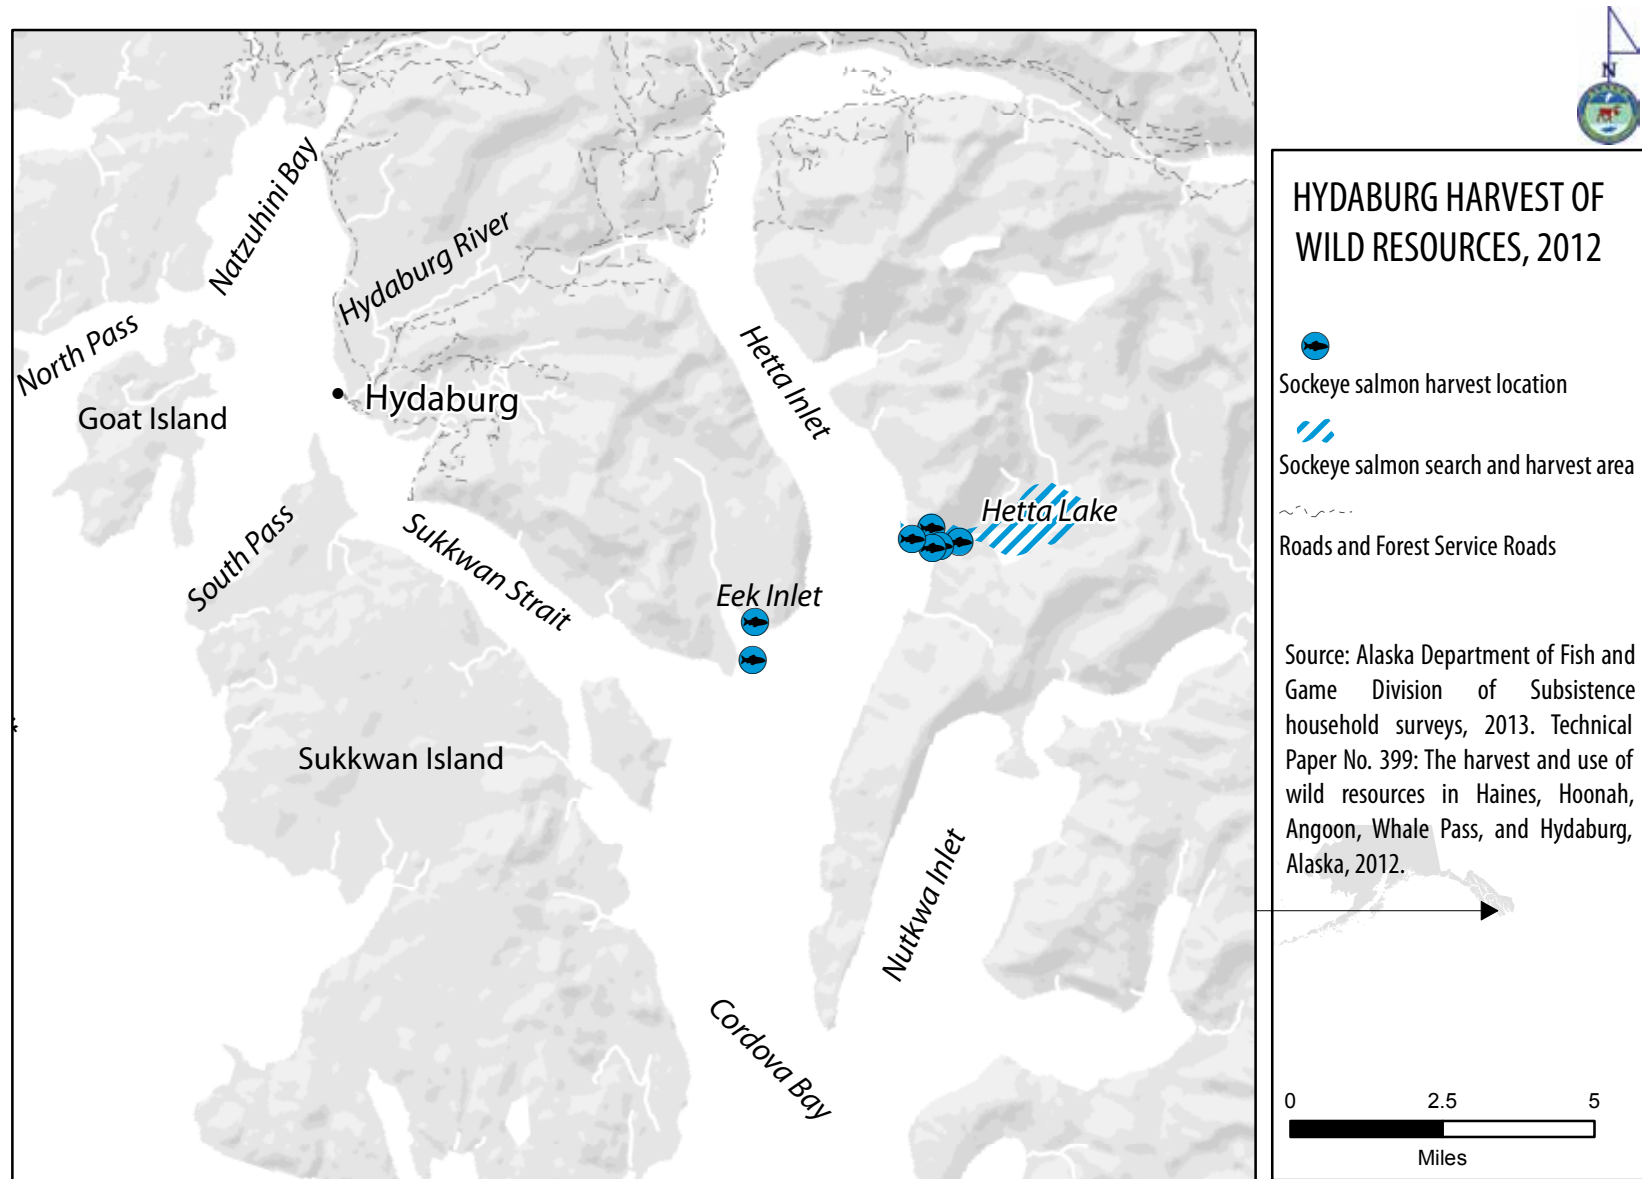 N
HYDABURG HARVEST OF
WILD RESOURCES, 2012
Sockeye salmon harvest location
Sockeye salmon search and harvest area
Roads and Forest Service Roads
Source: Alaska Department of Fish and
Game Division of Subsistence
household surveys, 2013. Technical
Paper No. 399: The harvest and use of
wild resources in Haines, Hoonah,
Angoon, Whale Pass, and Hydaburg,
Alaska, 2012.
0 2.5 5
Miles
Natzuhini Bay
Hydaburg River
North Pass
Goat Island
Hydaburg
Hetta Inlet
Hetta Lake
South Pass
Sukkwan Strait
Eek Inlet
Sukkwan Island
Nutkwa Inlet
Cordova Bay